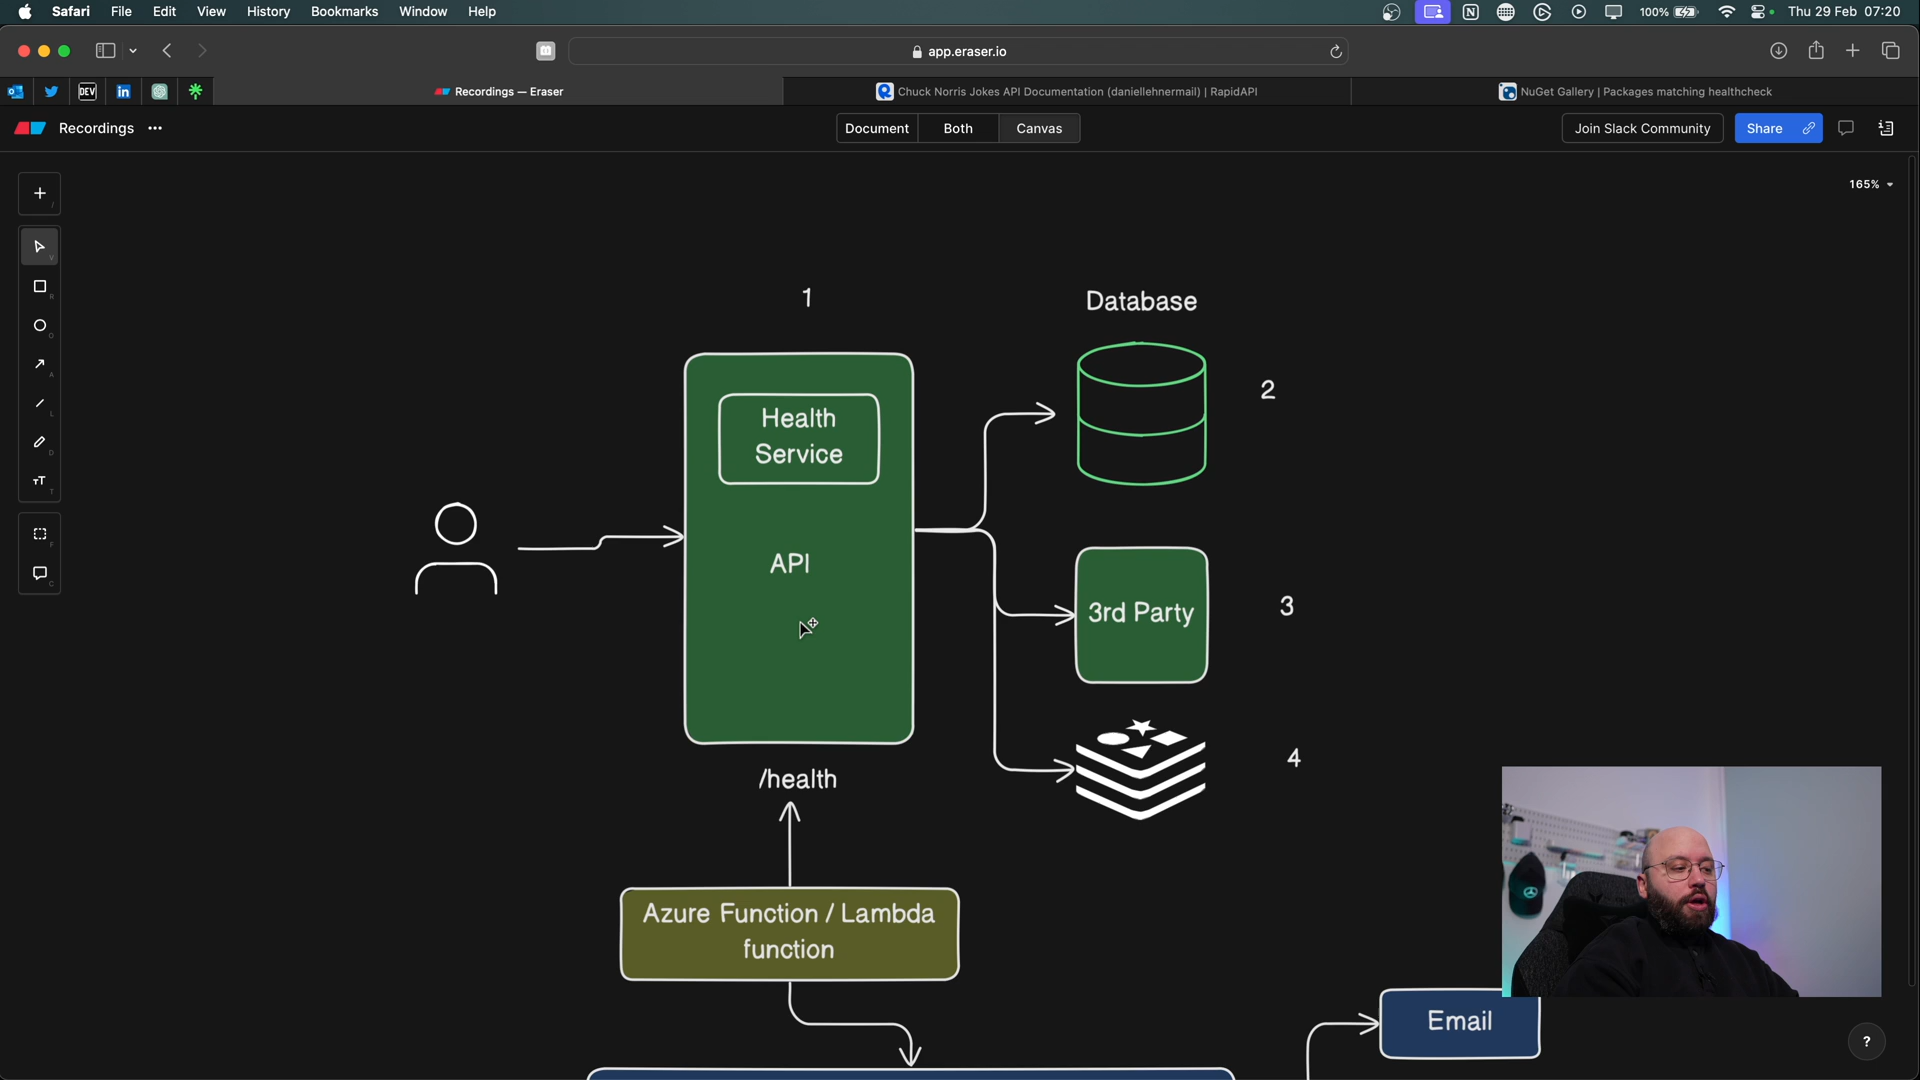 Safari File Edit View History Bookmarks Window Help
100% Thu 29 Feb 07:20
app.eraser.io
DEV
Recordings — Eraser
Chuck Norris Jokes API Documentation (daniellehnermail) | RapidAPI
NuGet Gallery | Packages matching healthcheck
Recordings
Document Both Canvas
Join Slack Community Share
165%
1
Database
Health
Service
2
API
3rd Party
3
4
/health
Azure Function / Lambda
function
Email
?